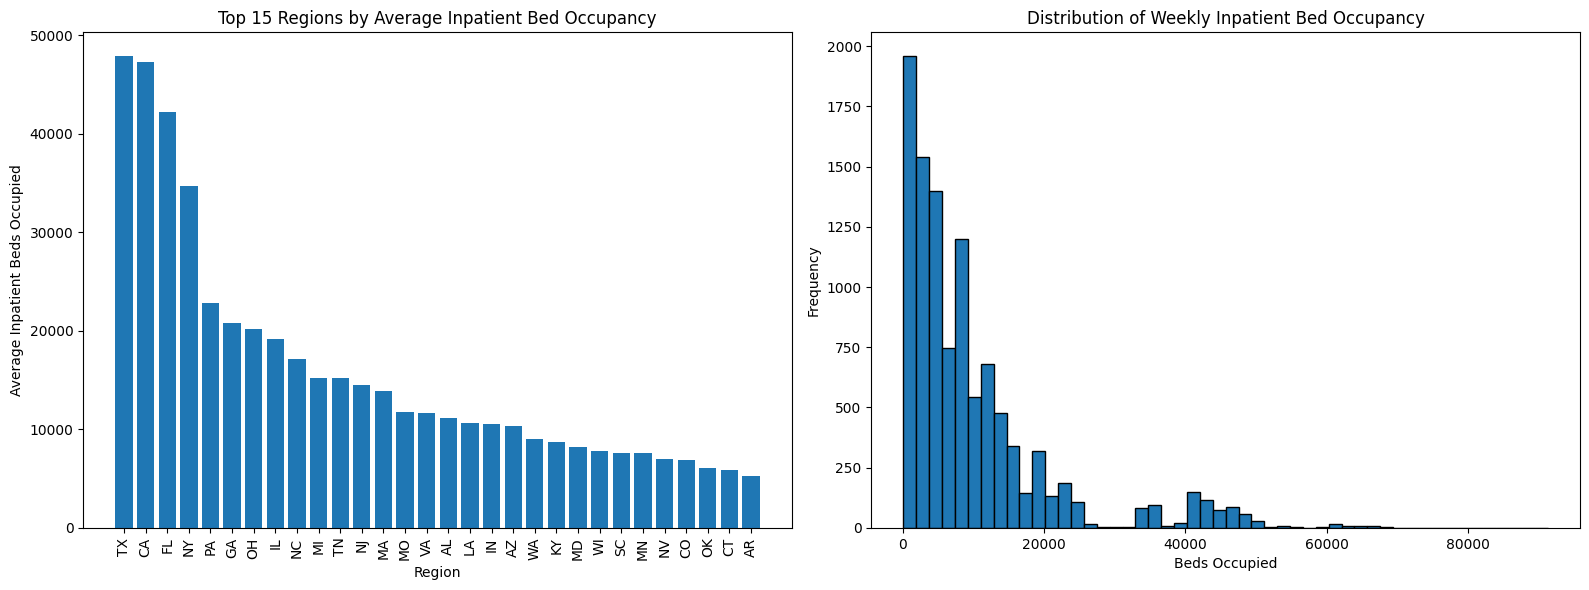 Top 15 Regions by Average Inpatient Bed Occupancy
50000
40000
30000
20000
10000
0
Average Inpatient Beds Occupied
TX CA FL NY PA GA OH IL NC MI TN NJ MA MO VA AL LA IN AZ WA KY MD WI SC MN NV CO OK CT AR
Region
Distribution of Weekly Inpatient Bed Occupancy
2000
1750
1500
1250
1000
750
500
250
0
Frequency
0 20000 40000 60000 80000
Beds Occupied